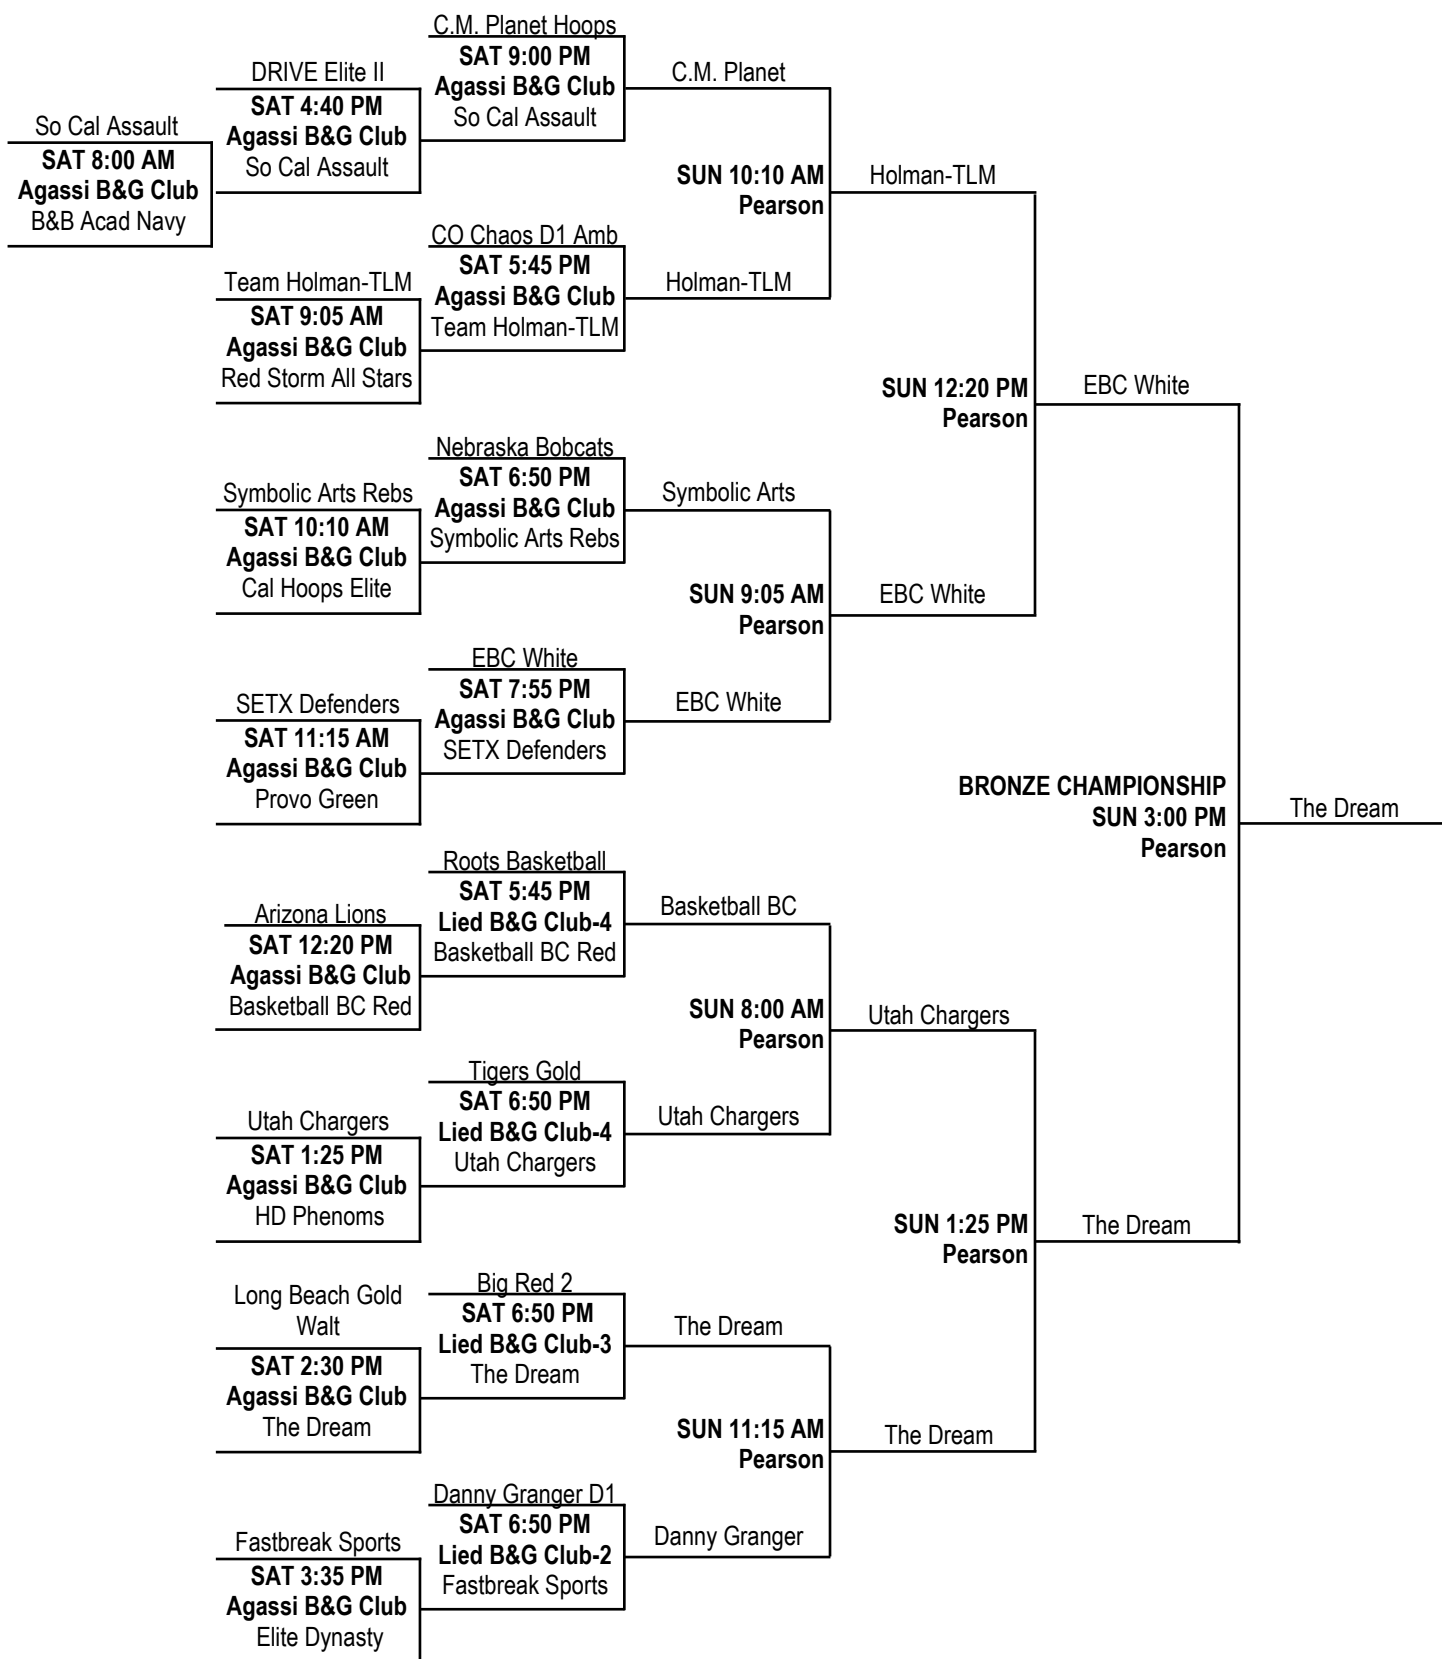 C.M. Planet Hoops
SAT 9:00 PM
Agassi B&G Club
So Cal Assault
DRIVE Elite II
SAT 4:40 PM
Agassi B&G Club
So Cal Assault
C.M. Planet
So Cal Assault
SAT 8:00 AM
Agassi B&G Club
B&B Acad Navy
SUN 10:10 AM
Pearson
Holman-TLM
CO Chaos D1 Amb
SAT 5:45 PM
Agassi B&G Club
Team Holman-TLM
Team Holman-TLM
SAT 9:05 AM
Agassi B&G Club
Red Storm All Stars
Holman-TLM
SUN 12:20 PM
Pearson
EBC White
Nebraska Bobcats
SAT 6:50 PM
Agassi B&G Club
Symbolic Arts Rebs
Symbolic Arts Rebs
SAT 10:10 AM
Agassi B&G Club
Cal Hoops Elite
Symbolic Arts
SUN 9:05 AM
Pearson
EBC White
EBC White
SAT 7:55 PM
Agassi B&G Club
SETX Defenders
SETX Defenders
SAT 11:15 AM
Agassi B&G Club
Provo Green
EBC White
BRONZE CHAMPIONSHIP
SUN 3:00 PM
Pearson
The Dream
Roots Basketball
SAT 5:45 PM
Lied B&G Club-4
Basketball BC Red
Arizona Lions
SAT 12:20 PM
Agassi B&G Club
Basketball BC Red
Basketball BC
SUN 8:00 AM
Pearson
Utah Chargers
Tigers Gold
SAT 6:50 PM
Lied B&G Club-4
Utah Chargers
Utah Chargers
SAT 1:25 PM
Agassi B&G Club
HD Phenoms
Utah Chargers
SUN 1:25 PM
Pearson
The Dream
Big Red 2
SAT 6:50 PM
Lied B&G Club-3
The Dream
Long Beach Gold
Walt
SAT 2:30 PM
Agassi B&G Club
The Dream
The Dream
SUN 11:15 AM
Pearson
The Dream
Danny Granger D1
SAT 6:50 PM
Lied B&G Club-2
Fastbreak Sports
Fastbreak Sports
SAT 3:35 PM
Agassi B&G Club
Elite Dynasty
Danny Granger